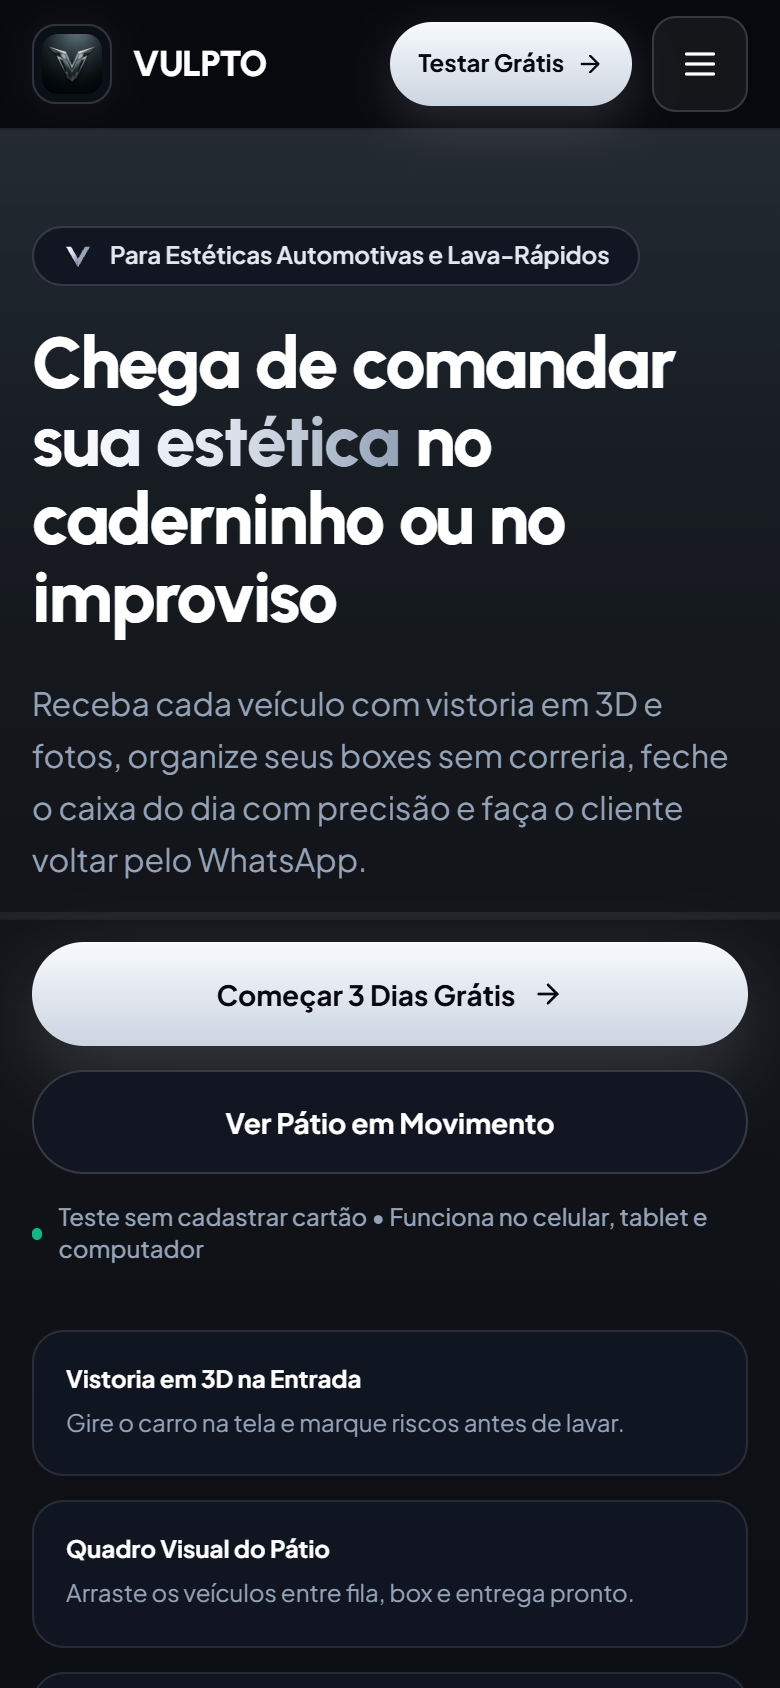 VULPTO
Testar Grátis →
Para Estéticas Automotivas e Lava-Rápidos
Chega de comandar
sua estética no
caderninho ou no
improviso
Receba cada veículo com vistoria em 3D e
fotos, organize seus boxes sem correria, feche
o caixa do dia com precisão e faça o cliente
voltar pelo WhatsApp.
Começar 3 Dias Grátis →
Ver Pátio em Movimento
Teste sem cadastrar cartão • Funciona no celular, tablet e
computador
Vistoria em 3D na Entrada
Gire o carro na tela e marque riscos antes de lavar.
Quadro Visual do Pátio
Arraste os veículos entre fila, box e entrega pronto.